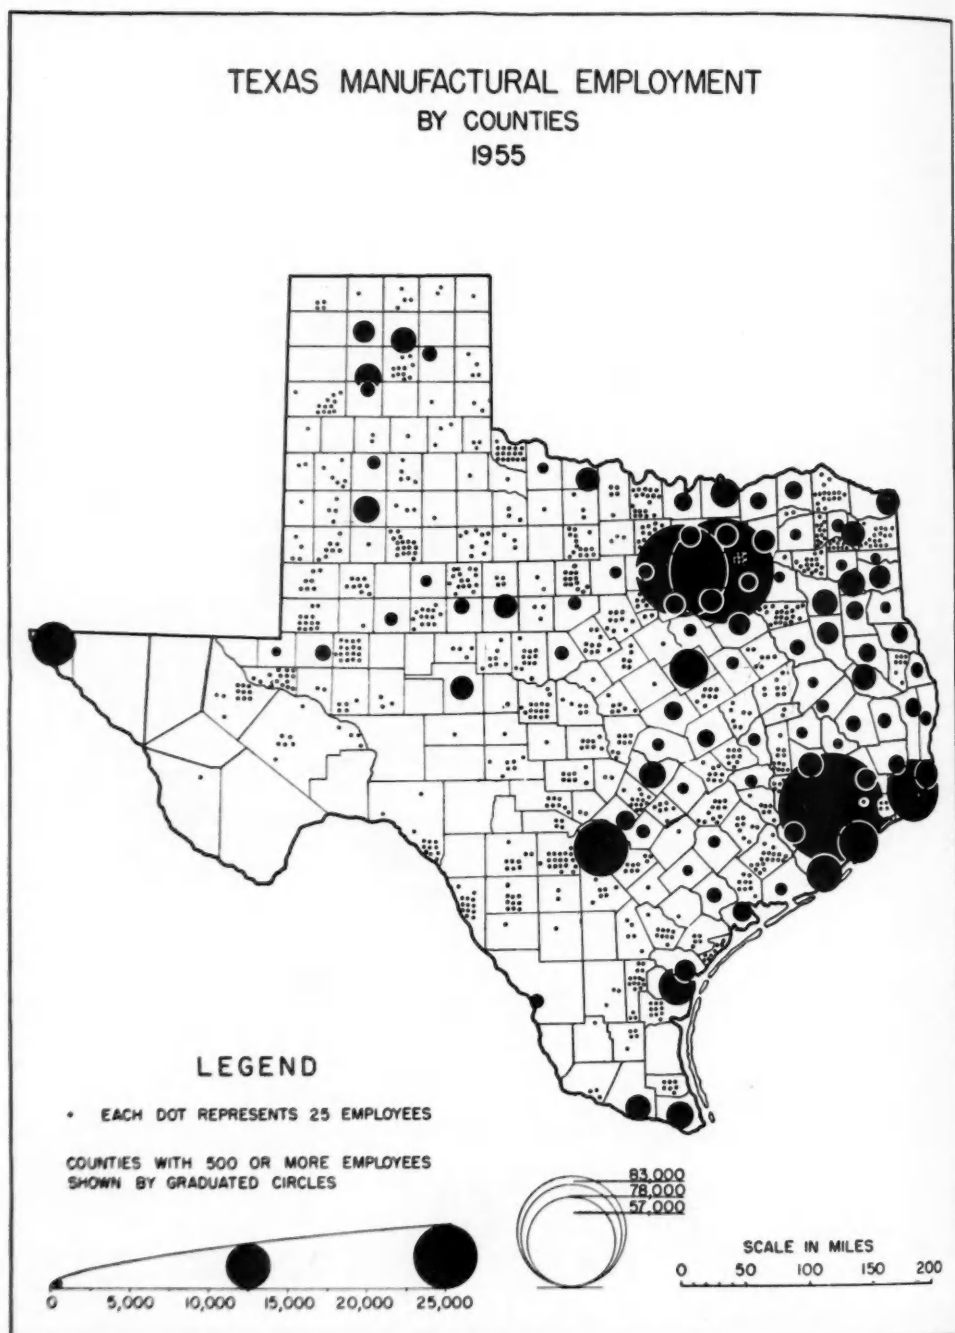 TEXAS MANUFACTURAL EMPLOYMENT
BY COUNTIES
1955
LEGEND
• EACH DOT REPRESENTS 25 EMPLOYEES
COUNTIES WITH 500 OR MORE EMPLOYEES
SHOWN BY GRADUATED CIRCLES
83,000
78,000
57,000
0 5,000 10,000 15,000 20,000 25,000
SCALE IN MILES
0 50 100 150 200